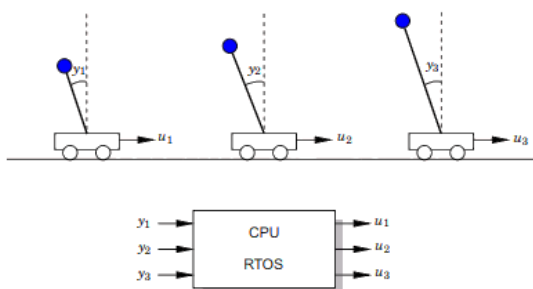 y₁ y₂ y₃
u₁ u₂ u₃
y₁ CPU u₁
y₂ u₂
y₃ RTOS u₃